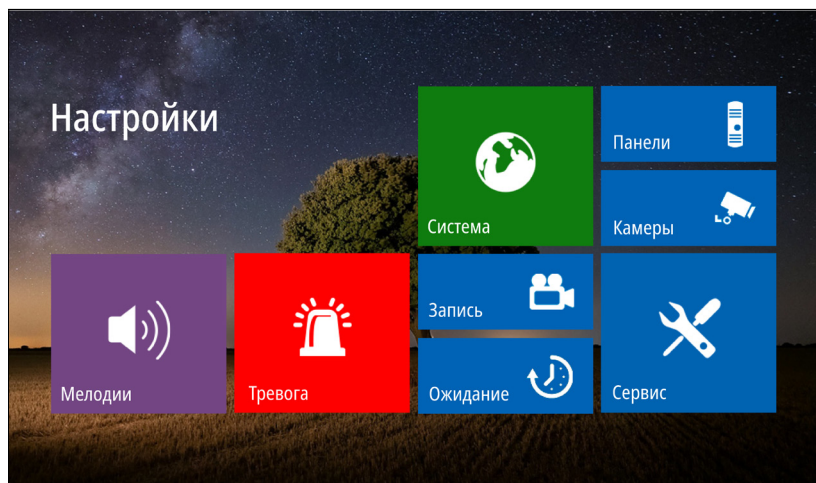 Настройки
Система
Панели
Камеры
Мелодии
Тревога
Запись
Ожидание
Сервис